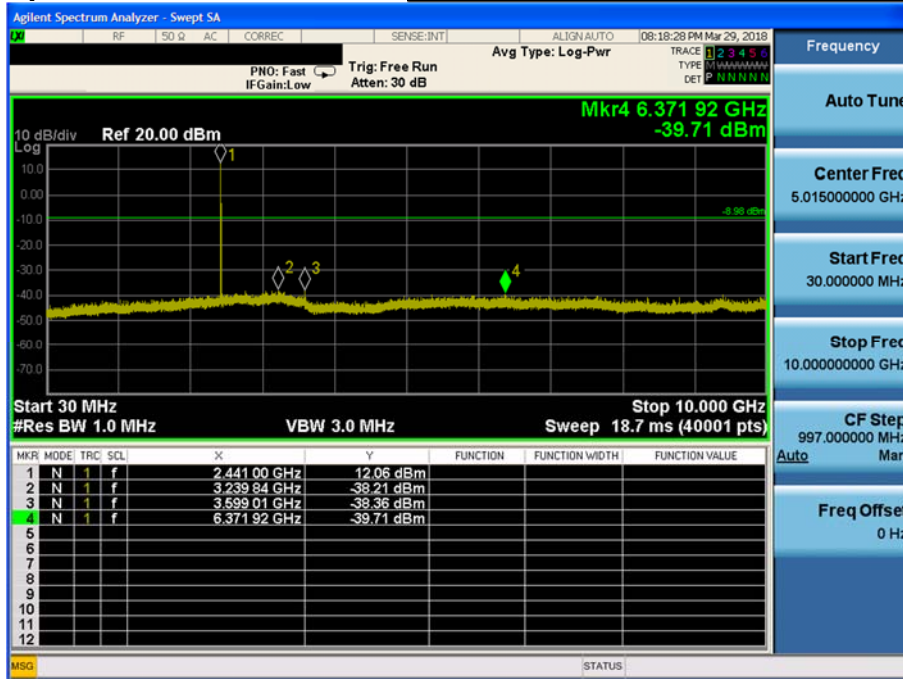 Agilent Spectrum Analyzer - Swept SA
LXI RF 50 Ω AC CORREC SENSE:INT ALIGN AUTO 08:18:28 PM Mar 29, 2018
Avg Type: Log-Pwr TRACE 1 2 3 4 5 6
PNO: Fast Trig: Free Run TYPE M WWWWW
IFGain:Low Atten: 30 dB DET P N N N N N
Mkr4 6.371 92 GHz
-39.71 dBm
10 dB/div Ref 20.00 dBm
Log
1
10.0
0.00
-8.98 dBm
-10.0
-20.0
-30.0
2 3 4
-40.0
-50.0
-60.0
-70.0
Start 30 MHz Stop 10.000 GHz
#Res BW 1.0 MHz VBW 3.0 MHz Sweep 18.7 ms (40001 pts)
MKR MODE TRC SCL X Y FUNCTION FUNCTION WIDTH FUNCTION VALUE
1 N 1 f 2.441 00 GHz 12.06 dBm
2 N 1 f 3.239 84 GHz -38.21 dBm
3 N 1 f 3.599 01 GHz -38.36 dBm
4 N 1 f 6.371 92 GHz -39.71 dBm
5
6
7
8
9
10
11
12
MSG STATUS
Frequency
Auto Tune
Center Freq
5.015000000 GHz
Start Freq
30.000000 MHz
Stop Freq
10.000000000 GHz
CF Step
997.000000 MHz
Auto Man
Freq Offset
0 Hz